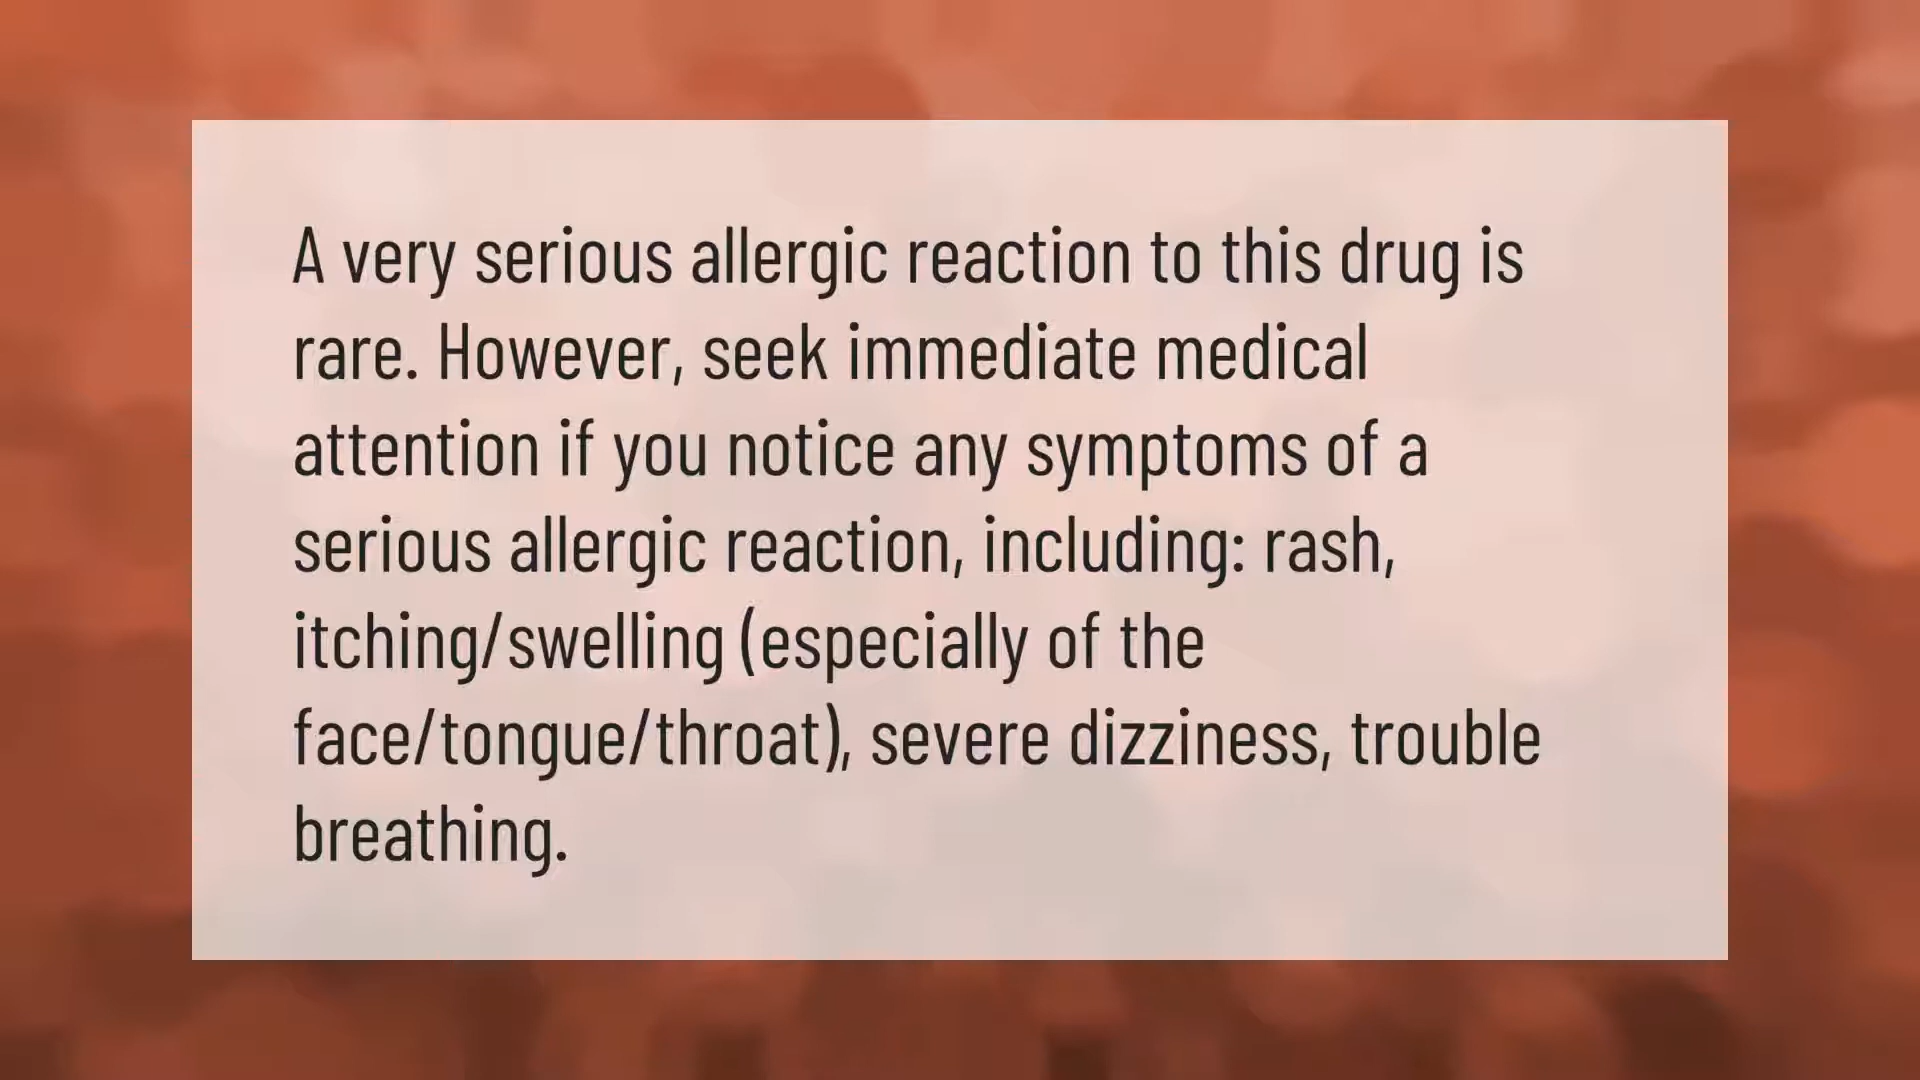 A very serious allergic reaction to this drug is
rare. However, seek immediate medical
attention if you notice any symptoms of a
serious allergic reaction, including: rash,
itching/swelling (especially of the
face/tongue/throat), severe dizziness, trouble
breathing.